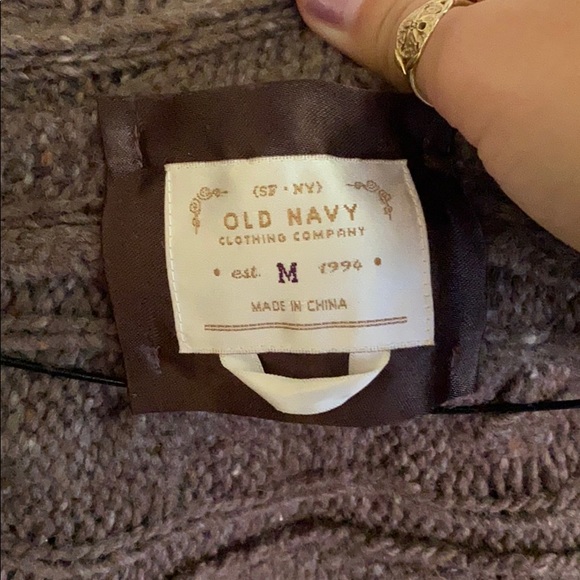 {SF · NY}
OLD NAVY
CLOTHING COMPANY
• est. M 1994 •
MADE IN CHINA